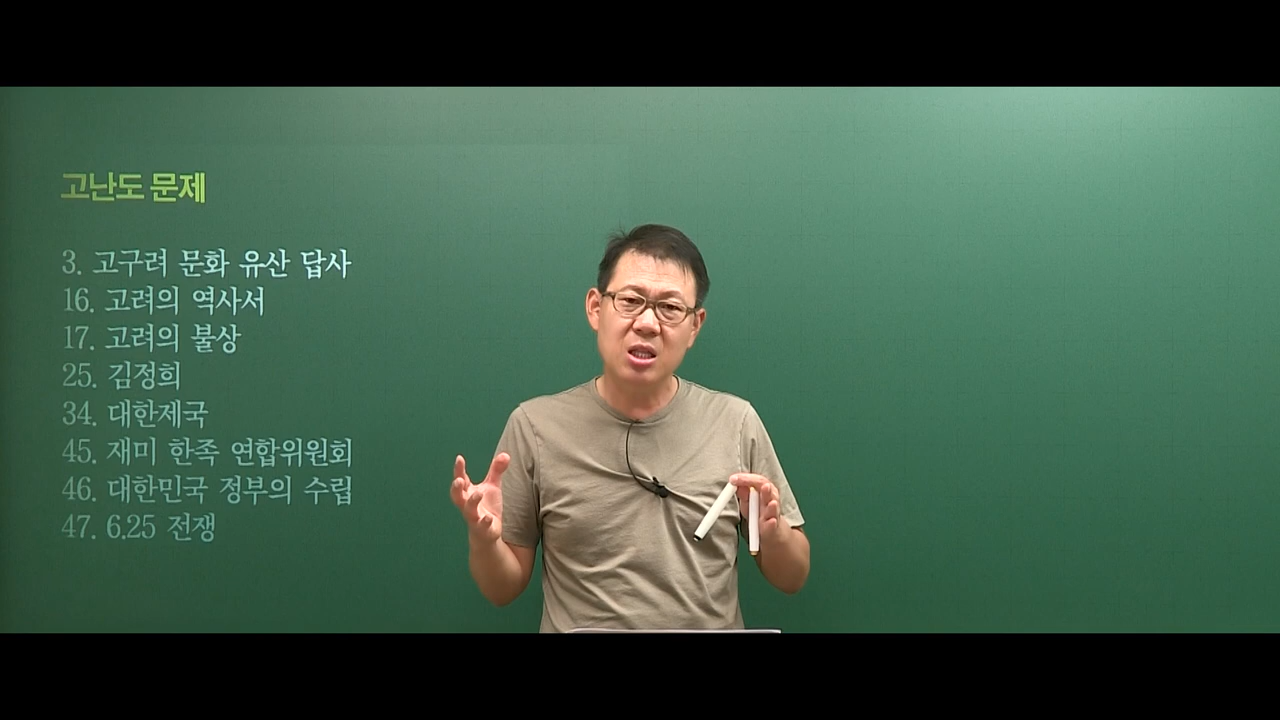 고난도 문제
3. 고구려 문화 유산 답사
16. 고려의 역사서
17. 고려의 불상
25. 김정희
34. 대한제국
45. 재미 한족 연합위원회
46. 대한민국 정부의 수립
47. 6.25 전쟁